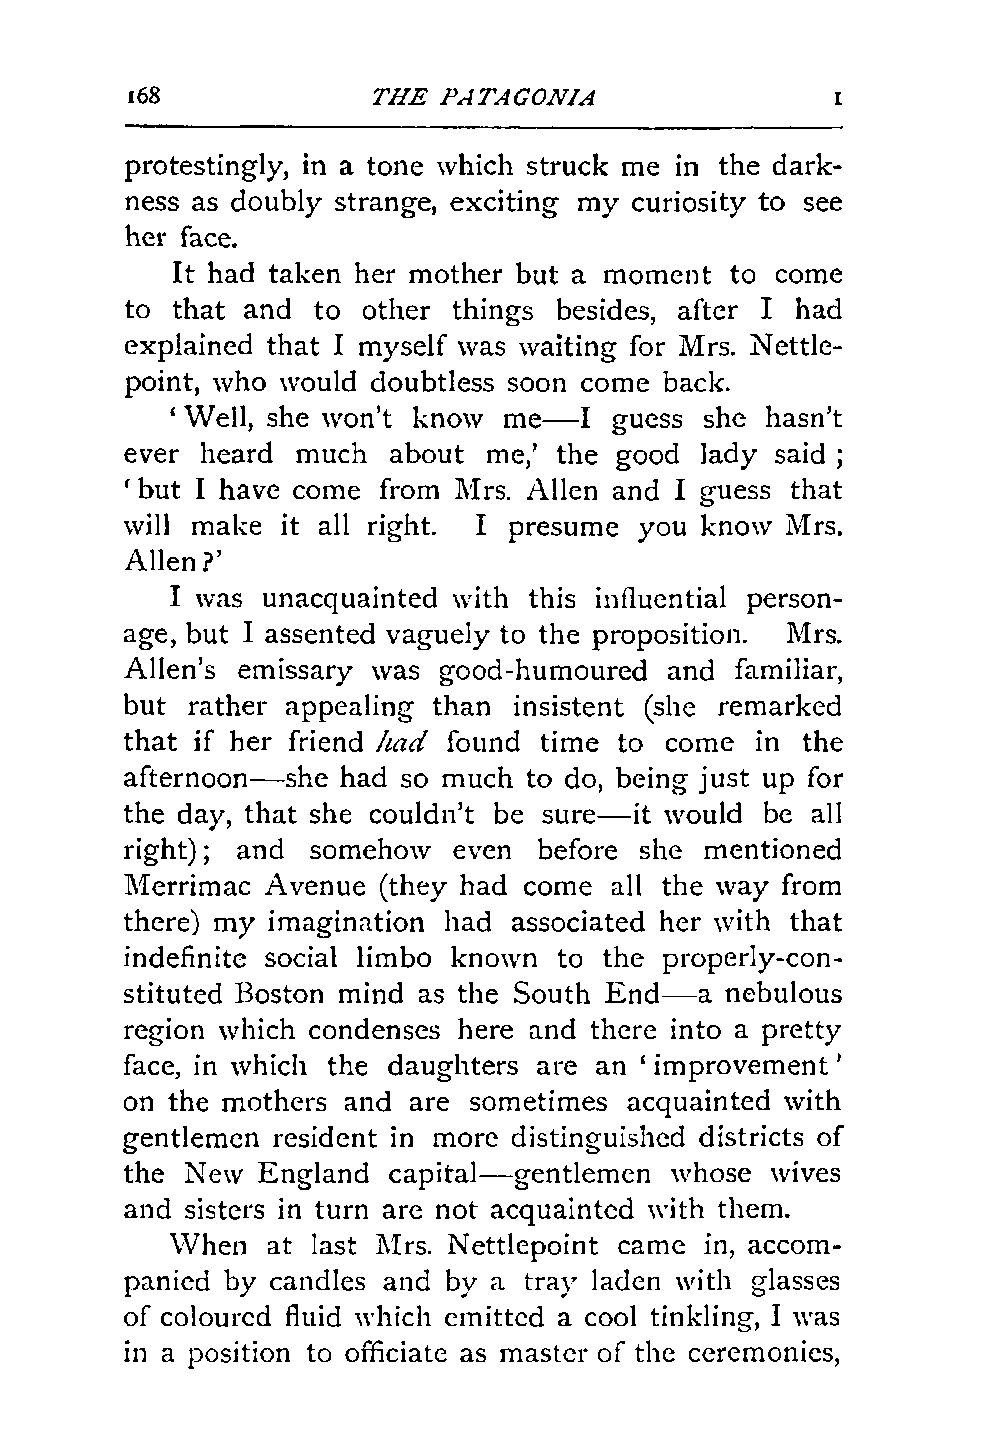 168 THE PATAGONIA I
protestingly, in a tone which struck me in the dark-
ness as doubly strange, exciting my curiosity to see
her face.
It had taken her mother but a moment to come
to that and to other things besides, after I had
explained that I myself was waiting for Mrs. Nettle-
point, who would doubtless soon come back.
‘Well, she won’t know me—I guess she hasn’t
ever heard much about me,’ the good lady said ;
‘but I have come from Mrs. Allen and I guess that
will make it all right. I presume you know Mrs.
Allen ?’
I was unacquainted with this influential person-
age, but I assented vaguely to the proposition. Mrs.
Allen’s emissary was good-humoured and familiar,
but rather appealing than insistent (she remarked
that if her friend had found time to come in the
afternoon—she had so much to do, being just up for
the day, that she couldn’t be sure—it would be all
right) ; and somehow even before she mentioned
Merrimac Avenue (they had come all the way from
there) my imagination had associated her with that
indefinite social limbo known to the properly-con-
stituted Boston mind as the South End—a nebulous
region which condenses here and there into a pretty
face, in which the daughters are an ‘improvement’
on the mothers and are sometimes acquainted with
gentlemen resident in more distinguished districts of
the New England capital—gentlemen whose wives
and sisters in turn are not acquainted with them.
When at last Mrs. Nettlepoint came in, accom-
panied by candles and by a tray laden with glasses
of coloured fluid which emitted a cool tinkling, I was
in a position to officiate as master of the ceremonies,